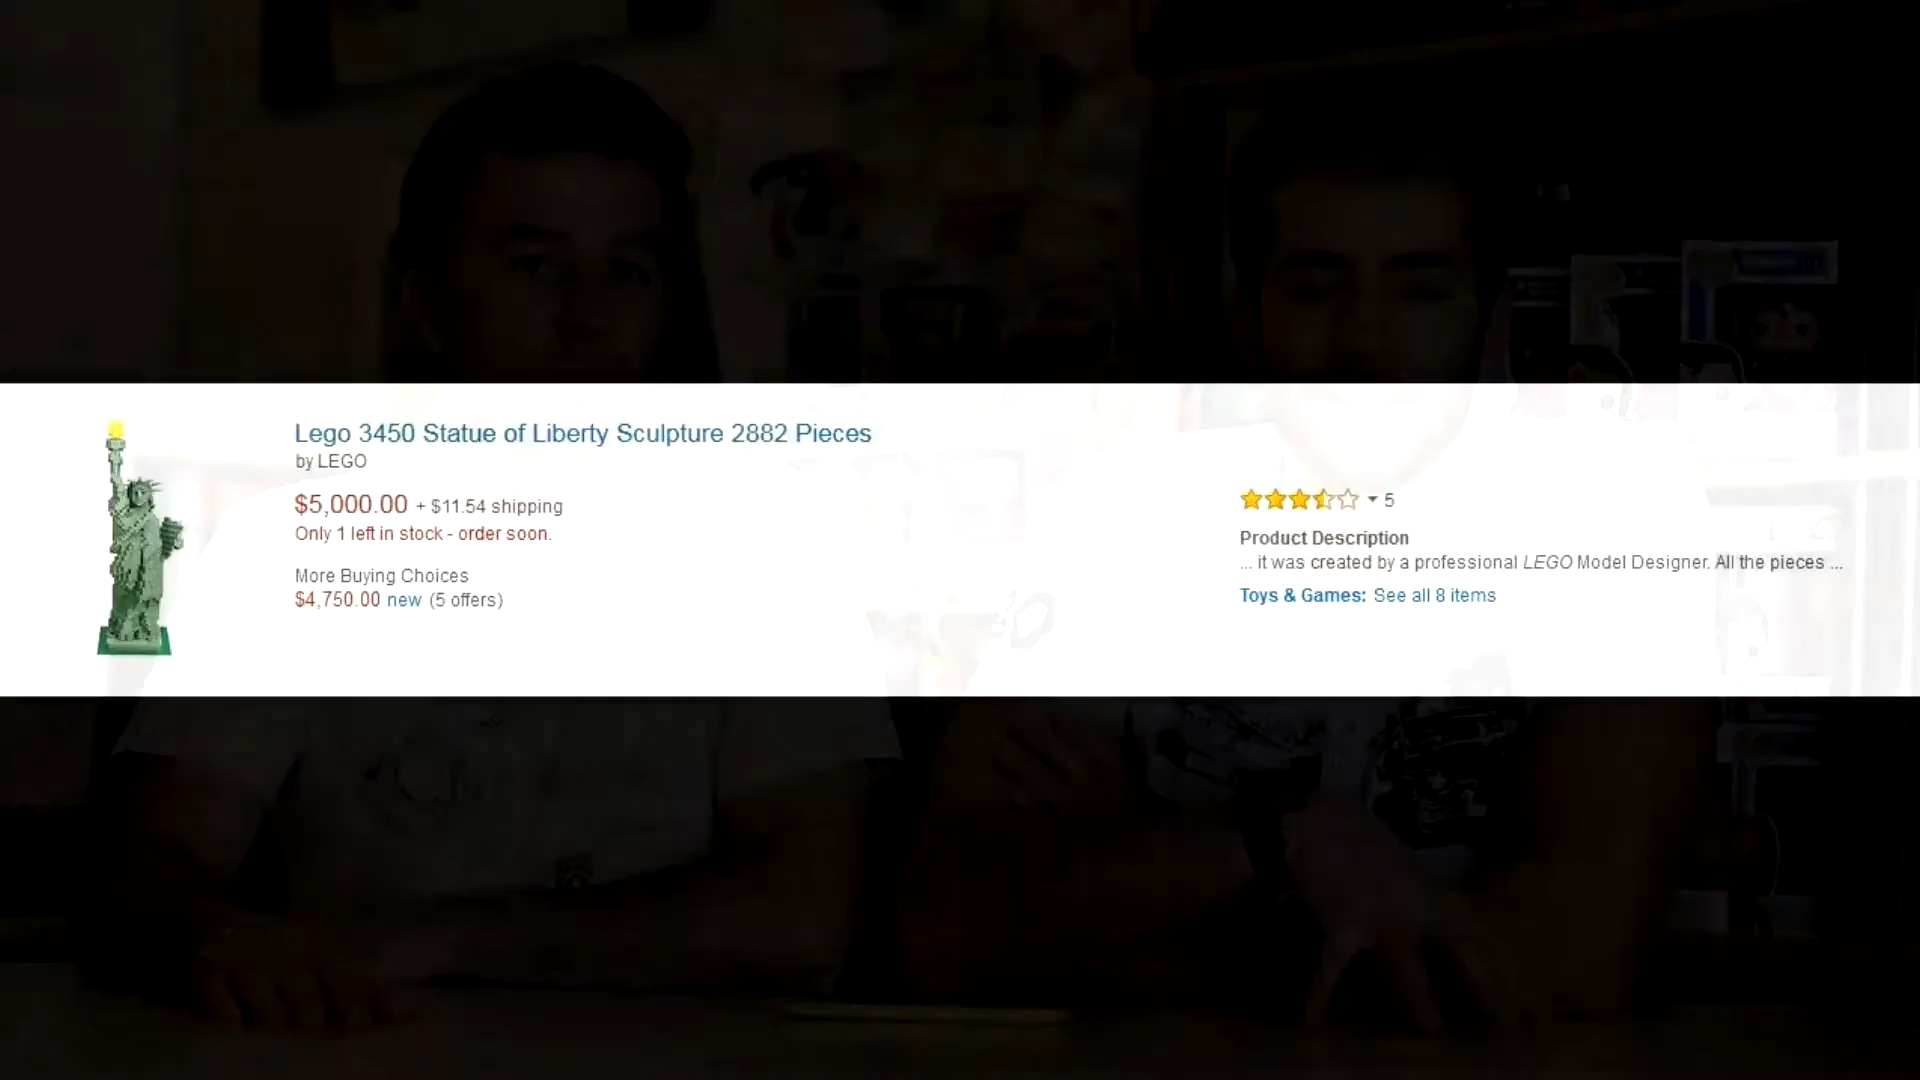 Lego 3450 Statue of Liberty Sculpture 2882 Pieces
by LEGO
$5,000.00 + $11.54 shipping
Only 1 left in stock - order soon.
More Buying Choices
$4,750.00 new (5 offers)
5
Product Description
... it was created by a professional LEGO Model Designer. All the pieces ...
Toys & Games: See all 8 items